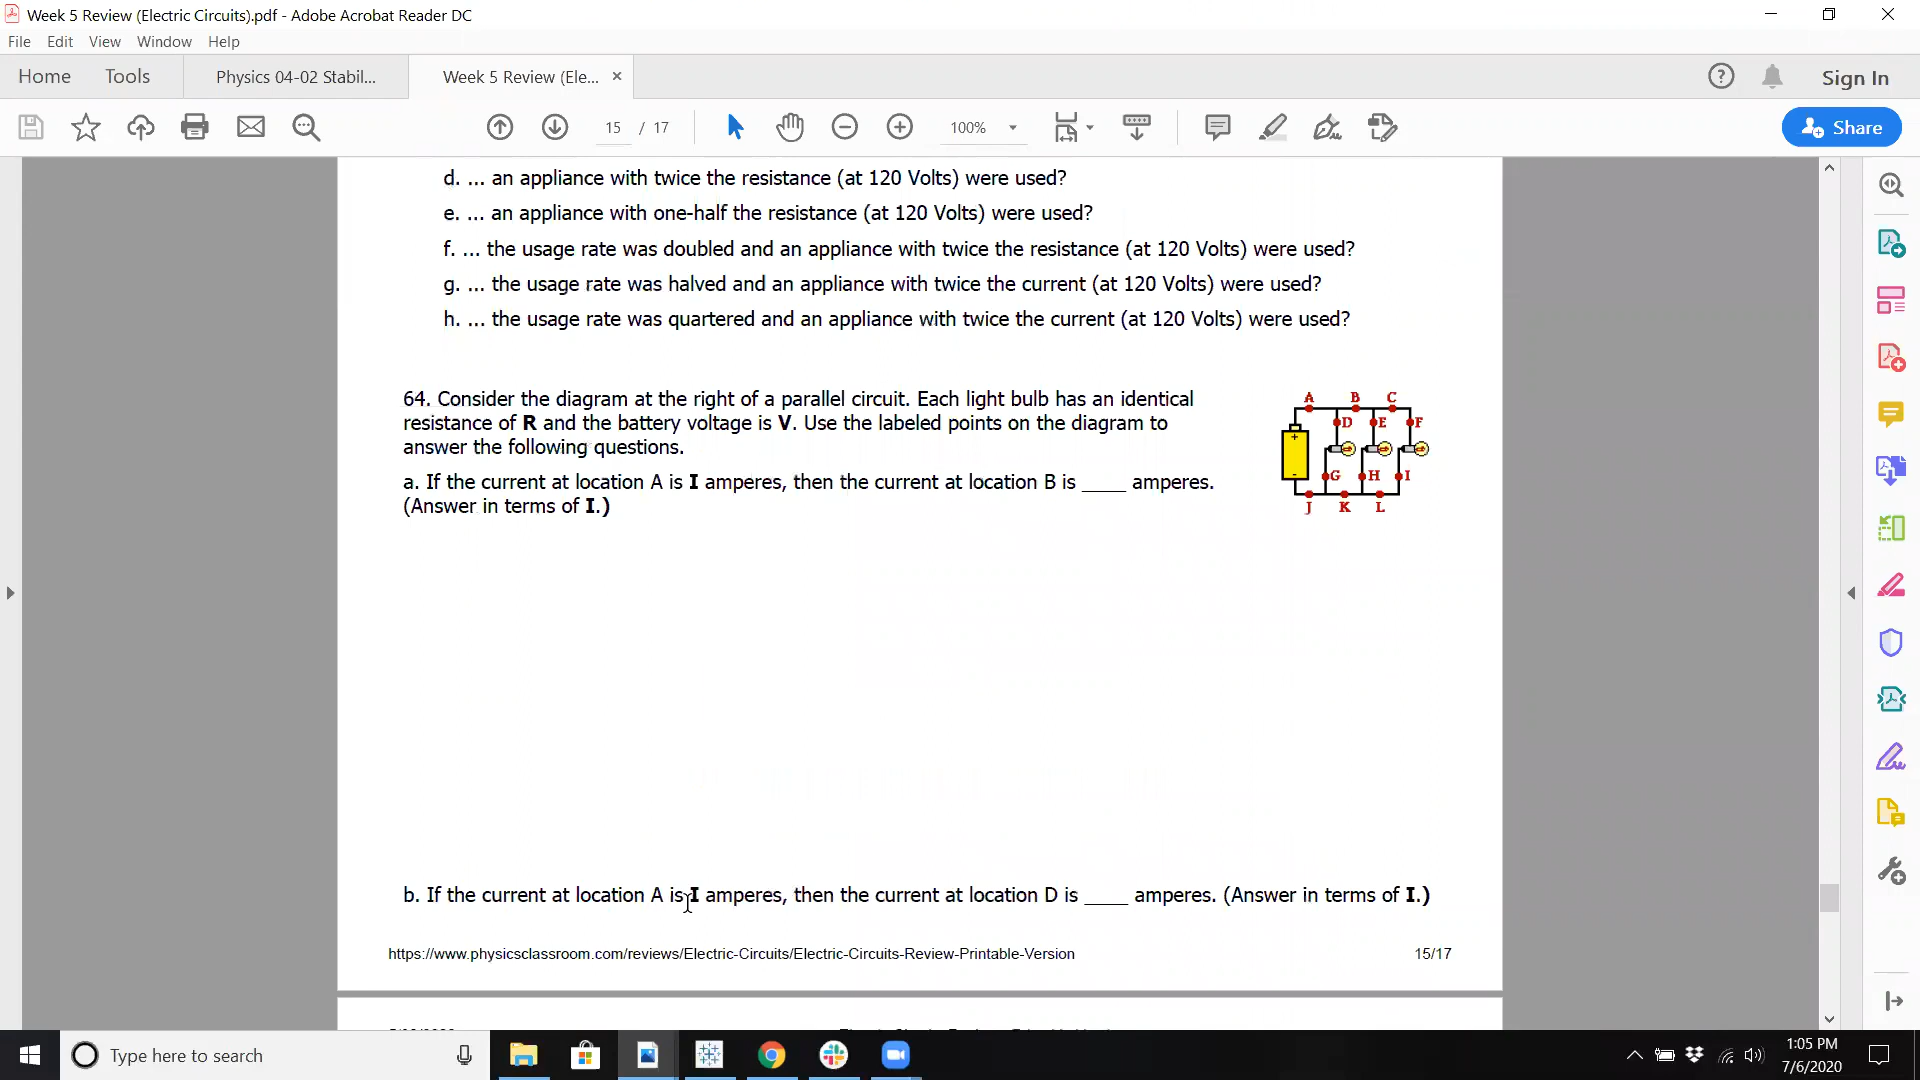 Week 5 Review (Electric Circuits).pdf - Adobe Acrobat Reader DC
File Edit View Window Help
Home Tools Physics 04-02 Stabil... Week 5 Review (Ele... × Sign In
15 / 17 100% Share
d. ... an appliance with twice the resistance (at 120 Volts) were used?
e. ... an appliance with one-half the resistance (at 120 Volts) were used?
f. ... the usage rate was doubled and an appliance with twice the resistance (at 120 Volts) were used?
g. ... the usage rate was halved and an appliance with twice the current (at 120 Volts) were used?
h. ... the usage rate was quartered and an appliance with twice the current (at 120 Volts) were used?
64. Consider the diagram at the right of a parallel circuit. Each light bulb has an identical
resistance of R and the battery voltage is V. Use the labeled points on the diagram to
answer the following questions.
a. If the current at location A is I amperes, then the current at location B is ____ amperes.
(Answer in terms of I.)
A B C
D E F
+
G H I
-
J K L
b. If the current at location A is I amperes, then the current at location D is ____ amperes. (Answer in terms of I.)
https://www.physicsclassroom.com/reviews/Electric-Circuits/Electric-Circuits-Review-Printable-Version 15/17
Type here to search
1:05 PM
7/6/2020